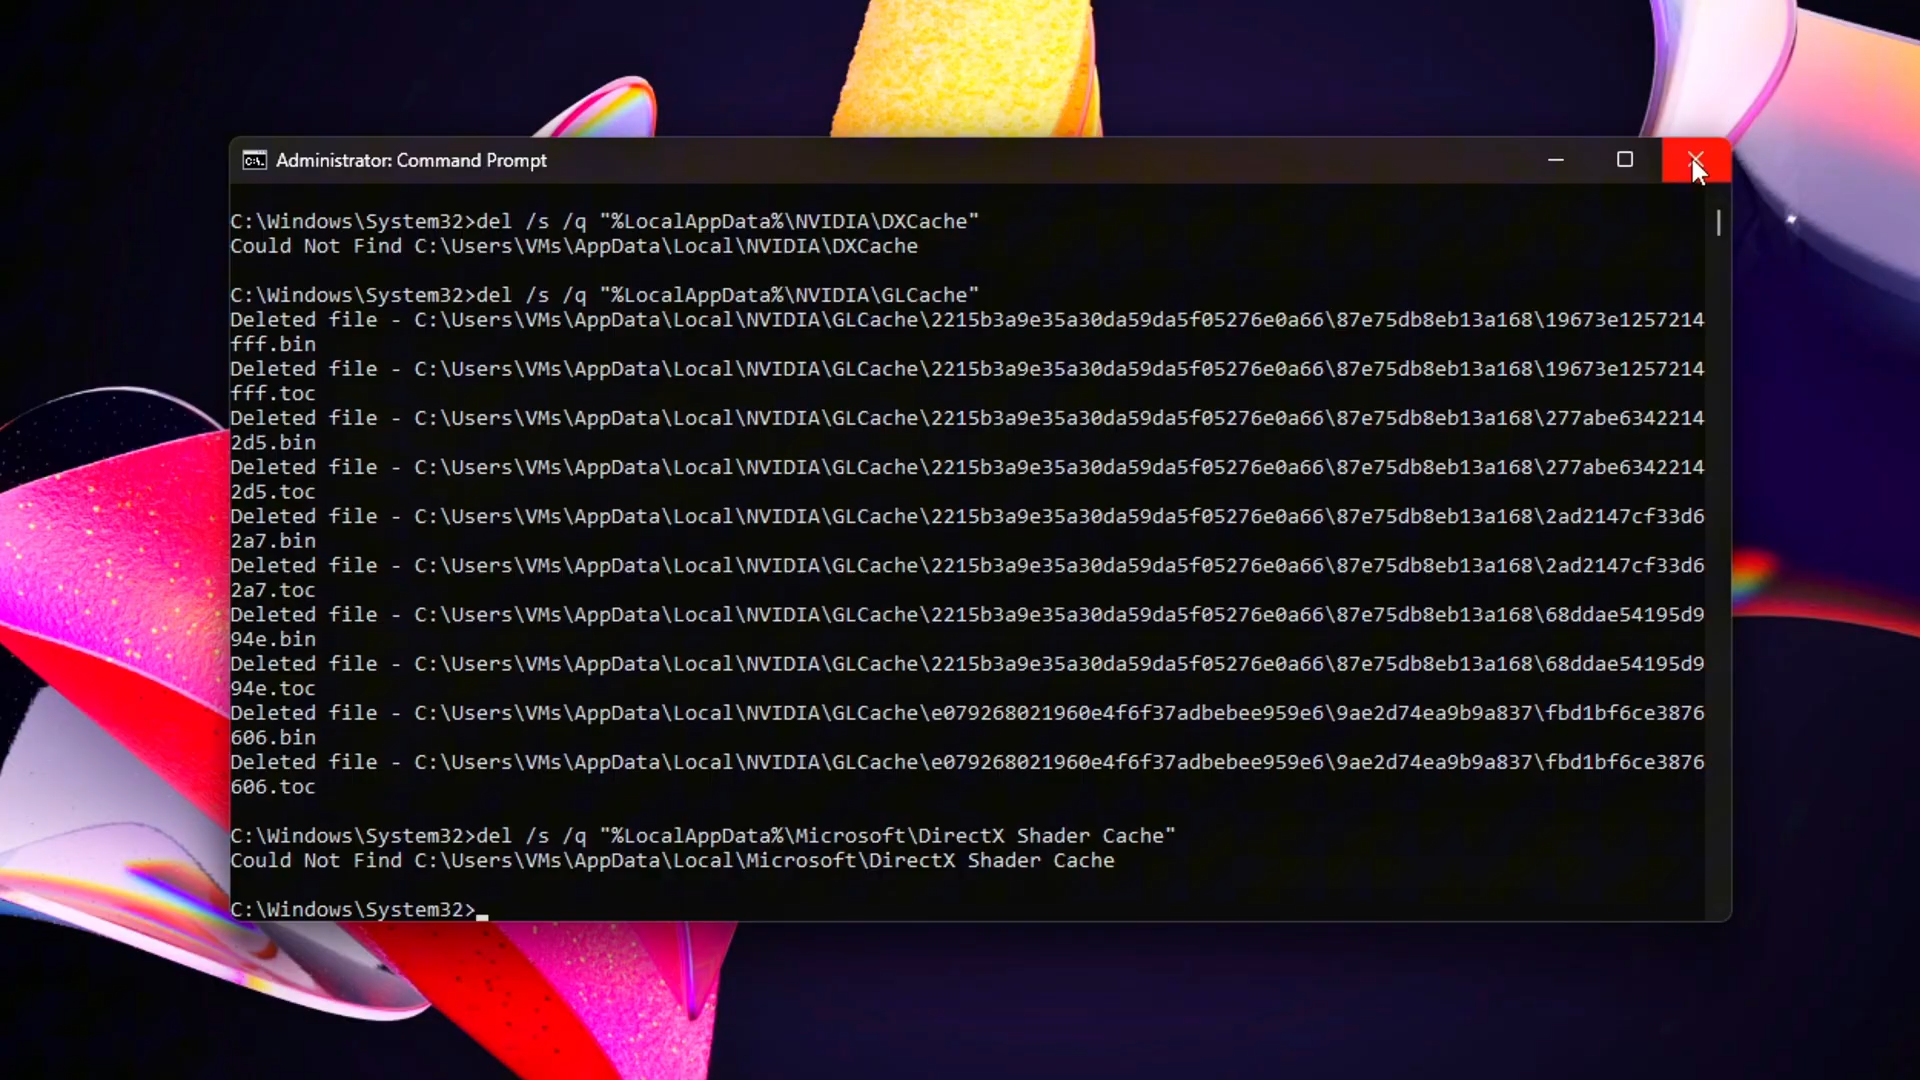 Administrator: Command Prompt
C:\Windows\System32>del /s /q "%LocalAppData%\NVIDIA\DXCache"
Could Not Find C:\Users\VMs\AppData\Local\NVIDIA\DXCache
C:\Windows\System32>del /s /q "%LocalAppData%\NVIDIA\GLCache"
Deleted file - C:\Users\VMs\AppData\Local\NVIDIA\GLCache\2215b3a9e35a30da59da5f05276e0a66\87e75db8eb13a168\19673e1257214
fff.bin
Deleted file - C:\Users\VMs\AppData\Local\NVIDIA\GLCache\2215b3a9e35a30da59da5f05276e0a66\87e75db8eb13a168\19673e1257214
fff.toc
Deleted file - C:\Users\VMs\AppData\Local\NVIDIA\GLCache\2215b3a9e35a30da59da5f05276e0a66\87e75db8eb13a168\277abe6342214
2d5.bin
Deleted file - C:\Users\VMs\AppData\Local\NVIDIA\GLCache\2215b3a9e35a30da59da5f05276e0a66\87e75db8eb13a168\277abe6342214
2d5.toc
Deleted file - C:\Users\VMs\AppData\Local\NVIDIA\GLCache\2215b3a9e35a30da59da5f05276e0a66\87e75db8eb13a168\2ad2147cf33d6
2a7.bin
Deleted file - C:\Users\VMs\AppData\Local\NVIDIA\GLCache\2215b3a9e35a30da59da5f05276e0a66\87e75db8eb13a168\2ad2147cf33d6
2a7.toc
Deleted file - C:\Users\VMs\AppData\Local\NVIDIA\GLCache\2215b3a9e35a30da59da5f05276e0a66\87e75db8eb13a168\68ddae54195d9
94e.bin
Deleted file - C:\Users\VMs\AppData\Local\NVIDIA\GLCache\2215b3a9e35a30da59da5f05276e0a66\87e75db8eb13a168\68ddae54195d9
94e.toc
Deleted file - C:\Users\VMs\AppData\Local\NVIDIA\GLCache\e079268021960e4f6f37adbebee959e6\9ae2d74ea9b9a837\fbd1bf6ce3876
606.bin
Deleted file - C:\Users\VMs\AppData\Local\NVIDIA\GLCache\e079268021960e4f6f37adbebee959e6\9ae2d74ea9b9a837\fbd1bf6ce3876
606.toc
C:\Windows\System32>del /s /q "%LocalAppData%\Microsoft\DirectX Shader Cache"
Could Not Find C:\Users\VMs\AppData\Local\Microsoft\DirectX Shader Cache
C:\Windows\System32>